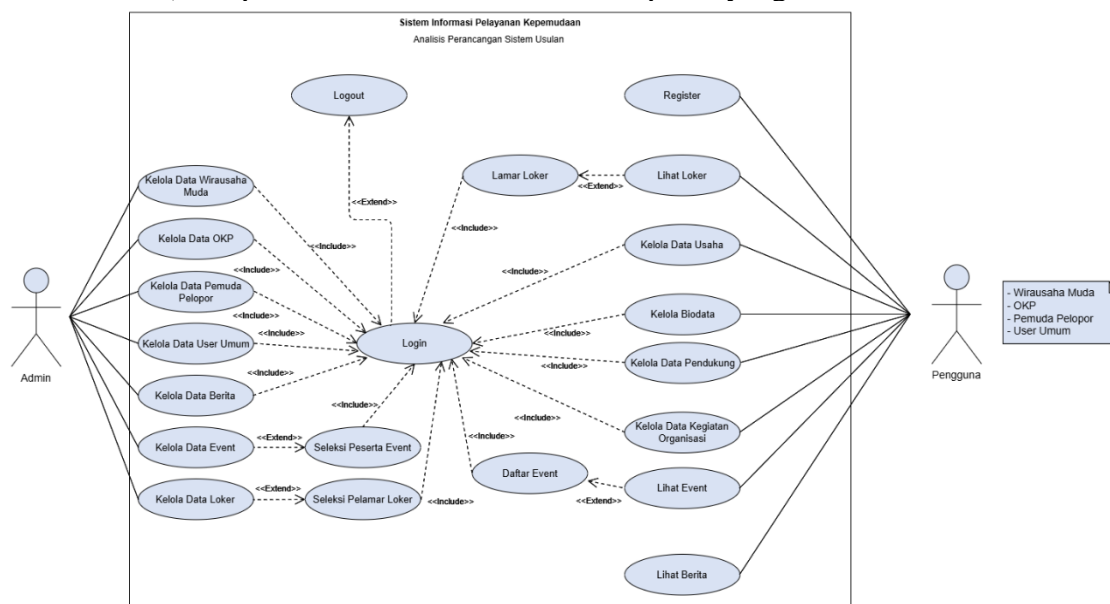 Sistem Informasi Pelayanan Kepemudaan
Analisis Perancangan Sistem Usulan
Logout
Register
Kelola Data Wirausaha
Muda
Lamar Loker
<<Extend>>
Lihat Loker
<<Extend>>
<<Include>>
Kelola Data OKP
<<Include>>
Kelola Data Usaha
<<Include>>
<<Include>>
Kelola Data Pemuda
Pelopor
<<Include>>
Kelola Biodata
<<Include>>
Kelola Data User Umum
<<Include>>
Login
Kelola Data Pendukung
<<Include>>
Admin
Pengguna
- Wirausaha Muda
- OKP
- Pemuda Pelopor
- User Umum
Kelola Data Berita
<<Include>>
<<Include>>
Kelola Data Event
<<Extend>>
Seleksi Peserta Event
<<Include>>
<<Include>>
Kelola Data Kegiatan
Organisasi
Daftar Event
<<Extend>>
Lihat Event
Kelola Data Loker
<<Extend>>
Seleksi Pelamar Loker
<<Include>>
Lihat Berita